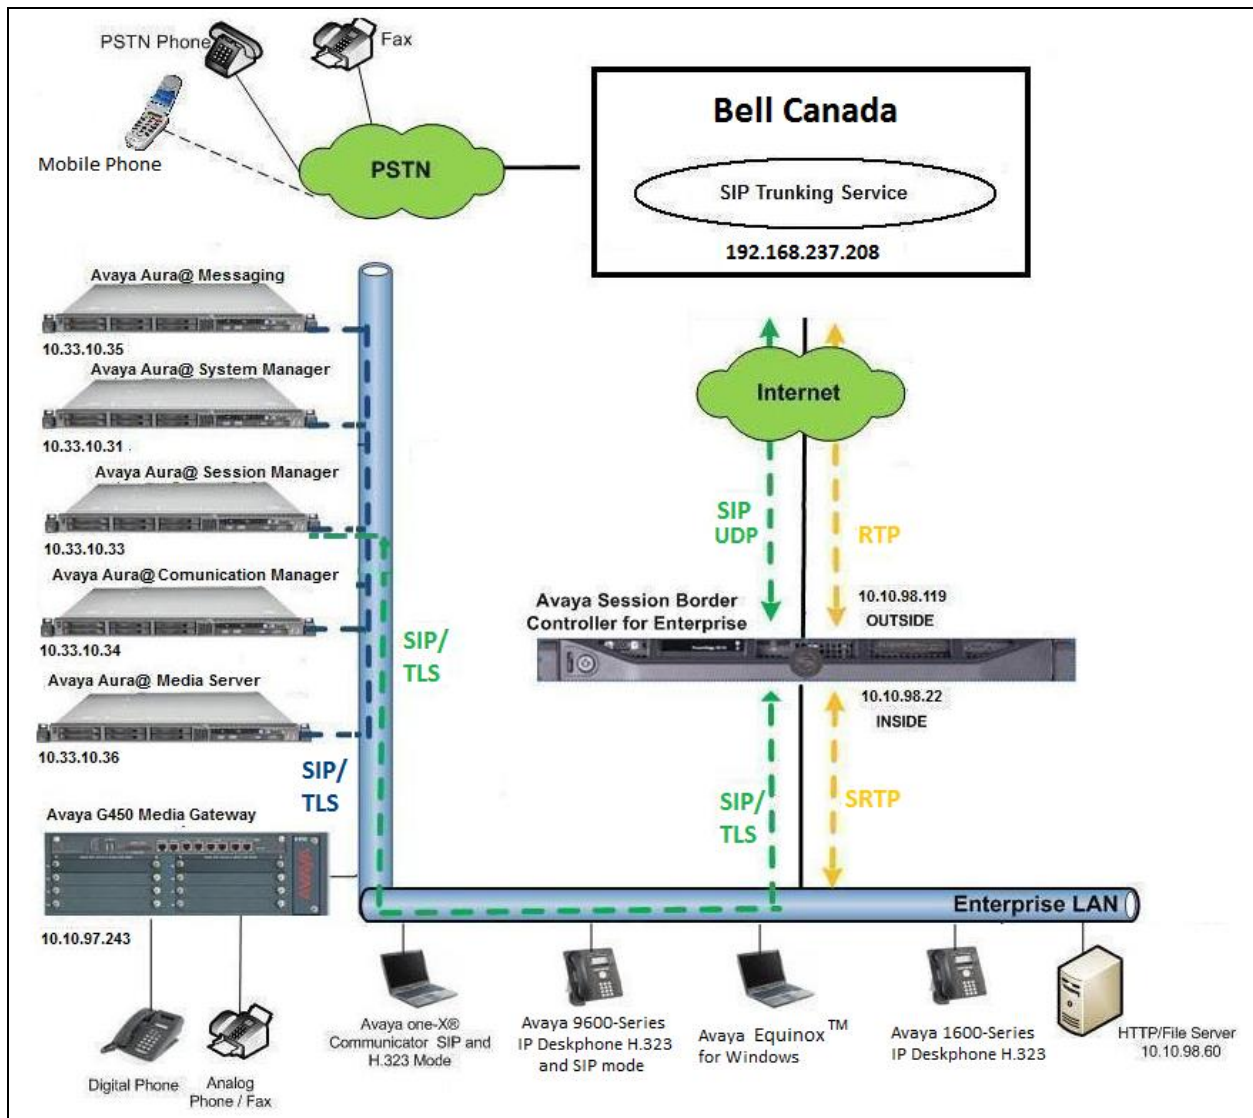 PSTN Phone
Fax
Mobile Phone
PSTN
Bell Canada
SIP Trunking Service
192.168.237.208
Avaya Aura@ Messaging
10.33.10.35
Avaya Aura@ System Manager
10.33.10.31
Avaya Aura@ Session Manager
10.33.10.33
Avaya Aura@ Comunication Manager
10.33.10.34
Avaya Aura@ Media Server
10.33.10.36
SIP/
TLS
SIP/
TLS
Internet
SIP
UDP
RTP
10.10.98.119
OUTSIDE
Avaya Session Border
Controller for Enterprise
10.10.98.22
INSIDE
SIP/
TLS
SRTP
Avaya G450 Media Gateway
AVAYA
10.10.97.243
Enterprise LAN
Digital Phone
Analog
Phone / Fax
Avaya one-X®
Communicator SIP and
H.323 Mode
Avaya 9600-Series
IP Deskphone H.323
and SIP mode
Avaya Equinox™
for Windows
Avaya 1600-Series
IP Deskphone H.323
HTTP/File Server
10.10.98.60